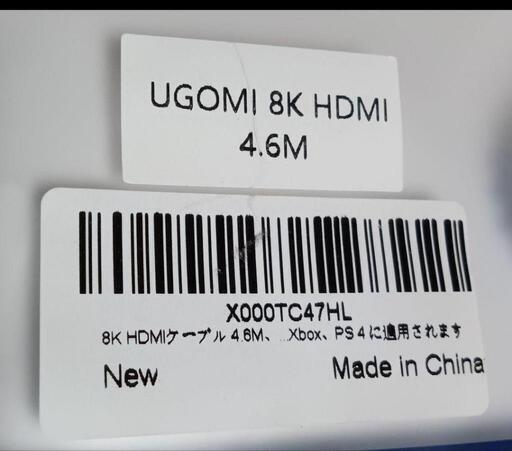 UGOMI 8K HDMI
4.6M
X000TC47HL
8K HDMIケーブル 4.6M、...Xbox、PS4に適用されます
New
Made in China